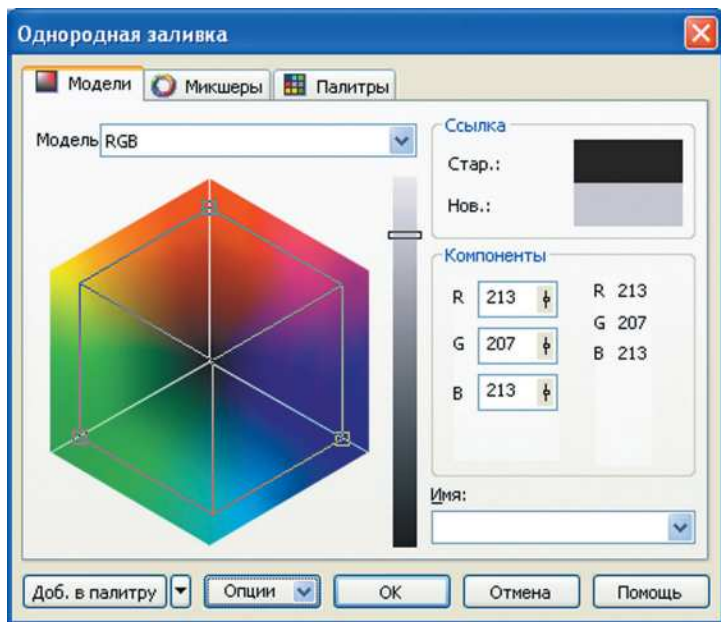 Однородная заливка
Модели Микшеры Палитры
Модель RGB
Ссылка
Стар.:
Нов.:
Компоненты
R 213 R 213
G 207 G 207
B 213 B 213
Имя:
Доб. в палитру Опции ОК Отмена Помощь